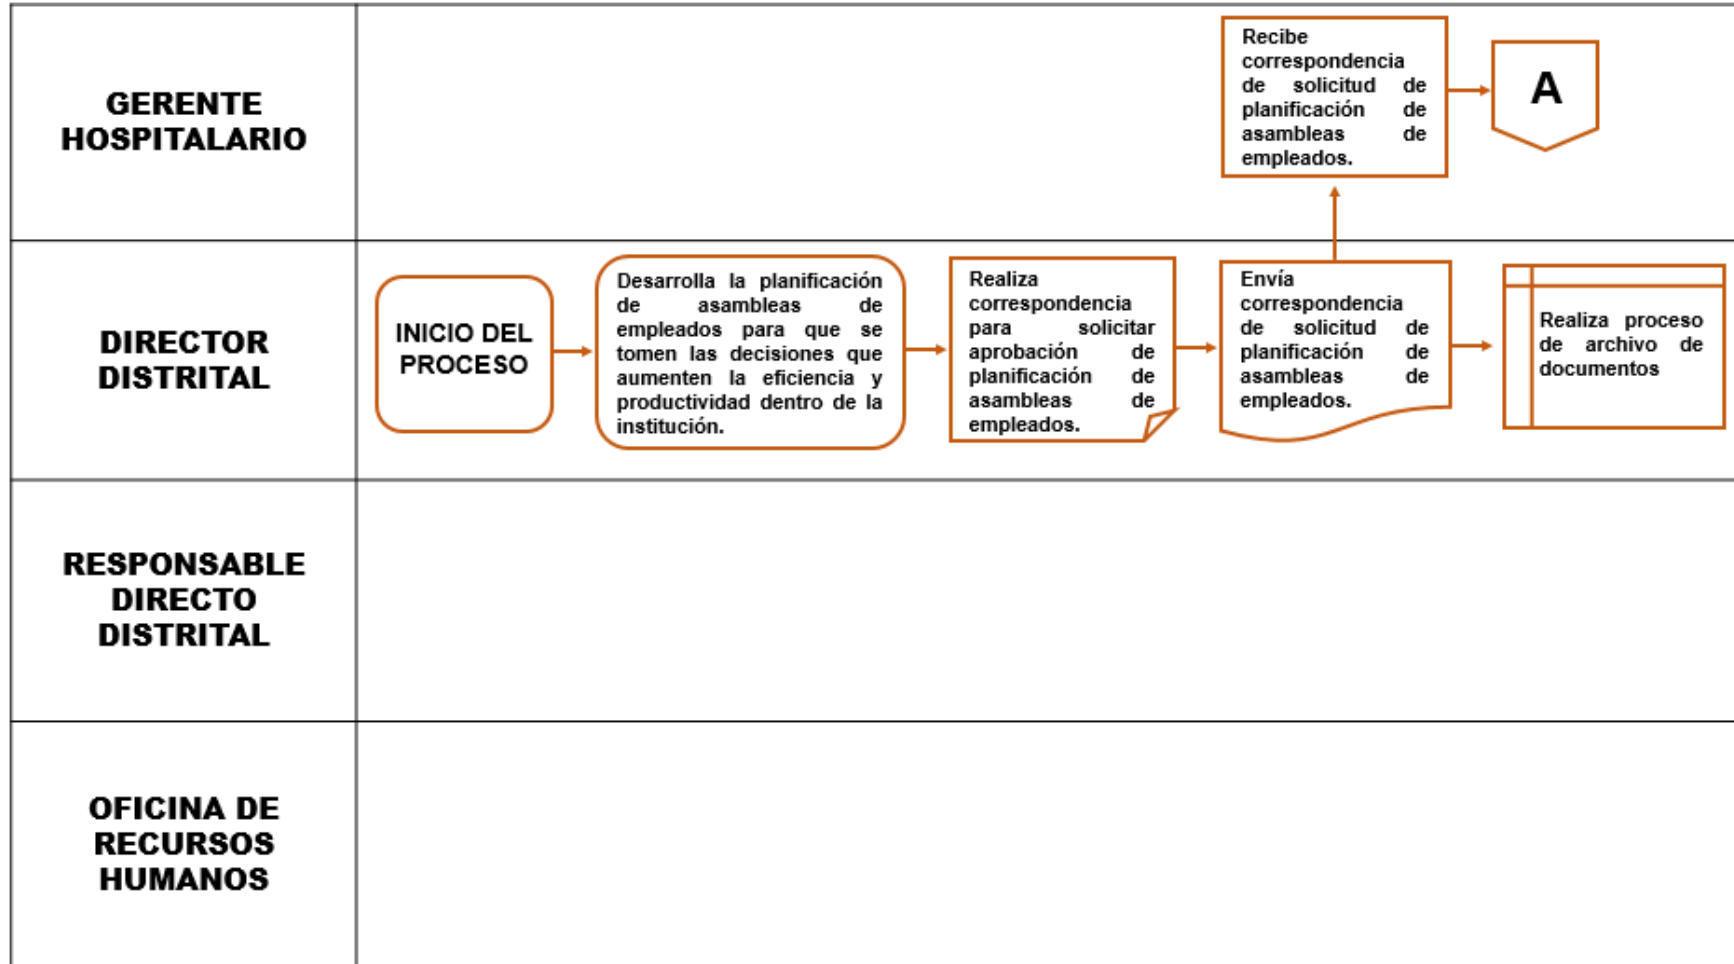 GERENTE
HOSPITALARIO
Recibe
correspondencia
de solicitud de
planificación de
asambleas de
empleados.
A
DIRECTOR
DISTRITAL
INICIO DEL
PROCESO
Desarrolla la planificación
de asambleas de
empleados para que se
tomen las decisiones que
aumenten la eficiencia y
productividad dentro de la
institución.
Realiza
correspondencia
para solicitar
aprobación de
planificación de
asambleas de
empleados.
Envía
correspondencia
de solicitud de
planificación de
asambleas de
empleados.
Realiza proceso
de archivo de
documentos
RESPONSABLE
DIRECTO
DISTRITAL
OFICINA DE
RECURSOS
HUMANOS